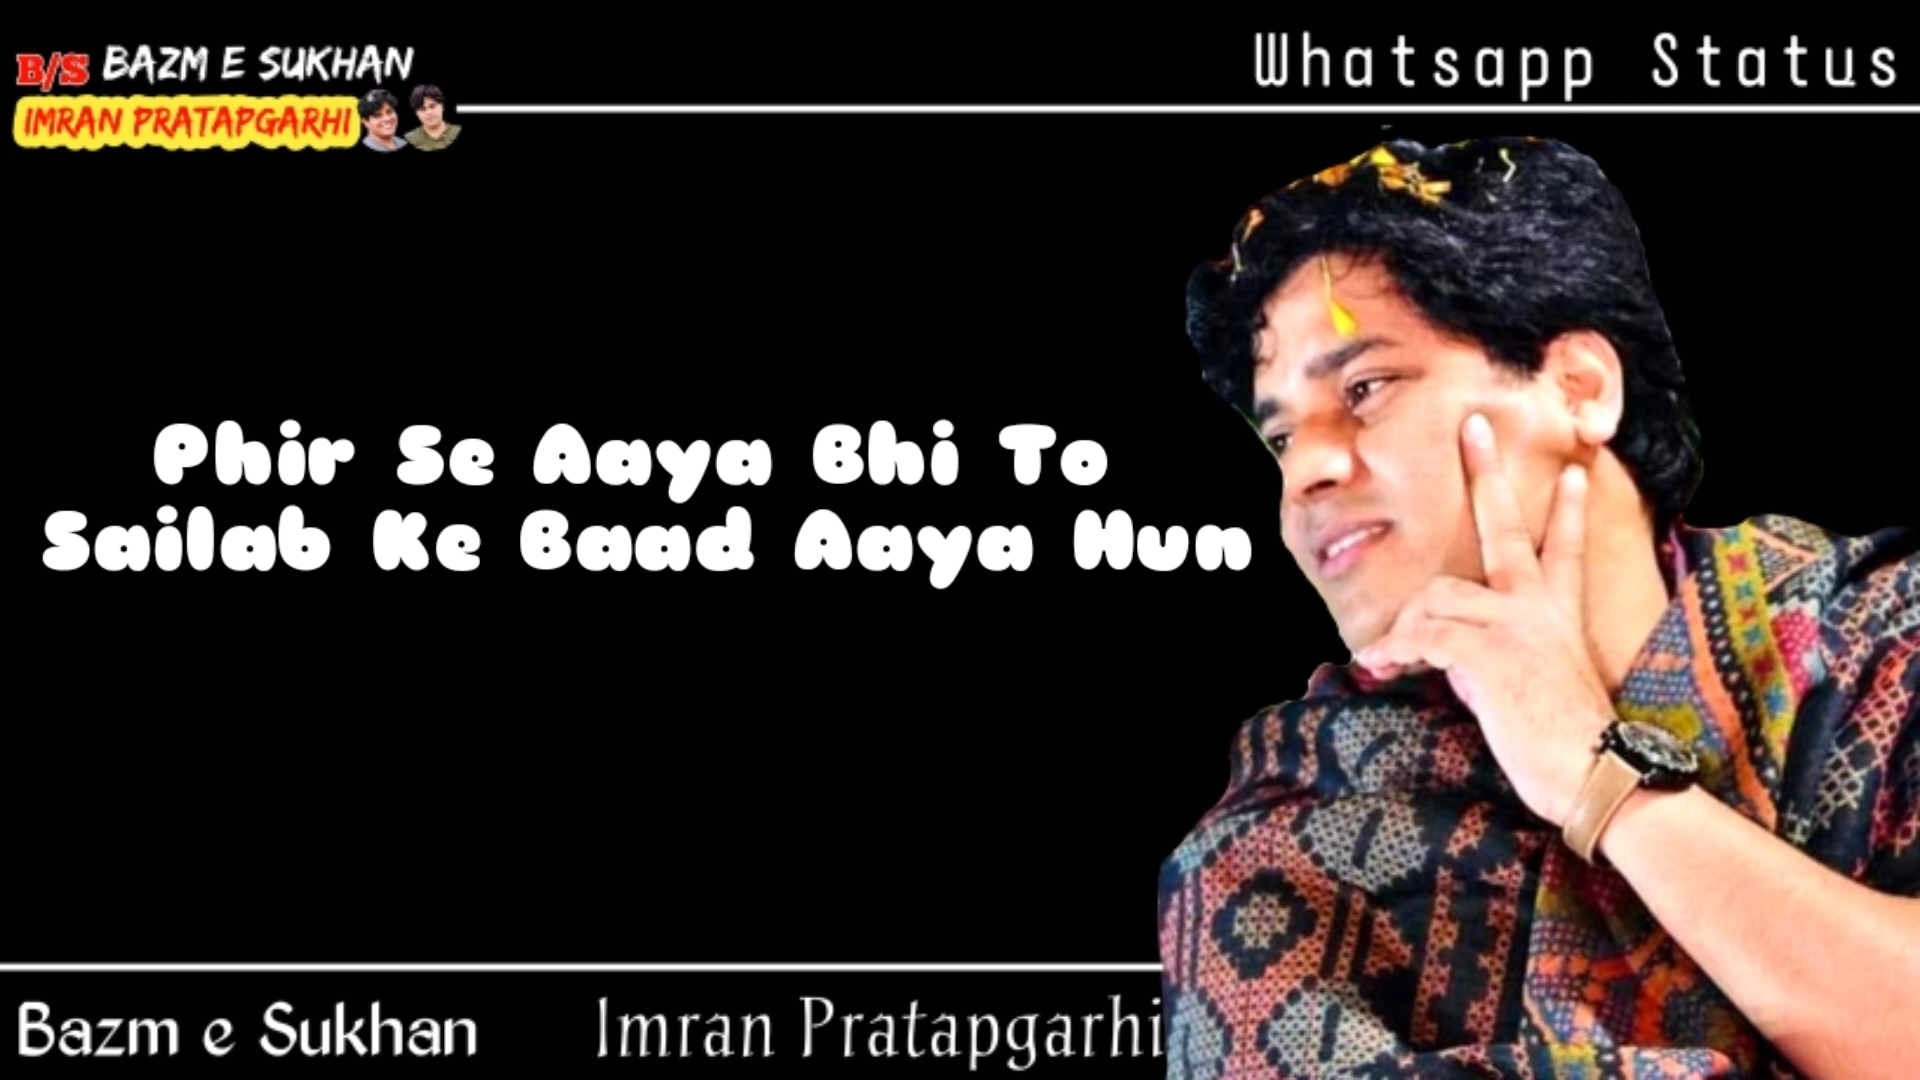 B/S BAZM E SUKHAN
IMRAN PRATAPGARHI
Whatsapp Status
Phir Se Aaya Bhi To
Sailab Ke Baad Aaya Hun
Bazm e Sukhan Imran Pratapgarhi